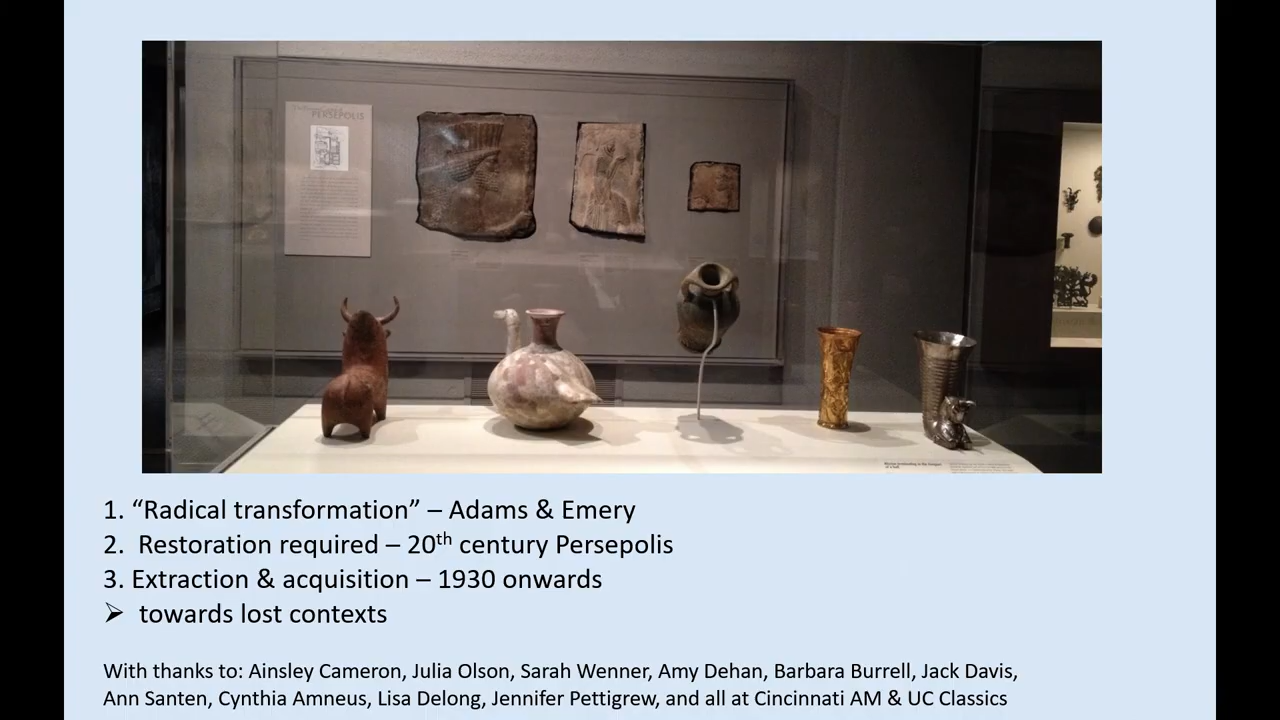 PERSEPOLIS
1. “Radical transformation” – Adams & Emery
2. Restoration required – 20th century Persepolis
3. Extraction & acquisition – 1930 onwards
➢ towards lost contexts
With thanks to: Ainsley Cameron, Julia Olson, Sarah Wenner, Amy Dehan, Barbara Burrell, Jack Davis,
Ann Santen, Cynthia Amneus, Lisa Delong, Jennifer Pettigrew, and all at Cincinnati AM & UC Classics